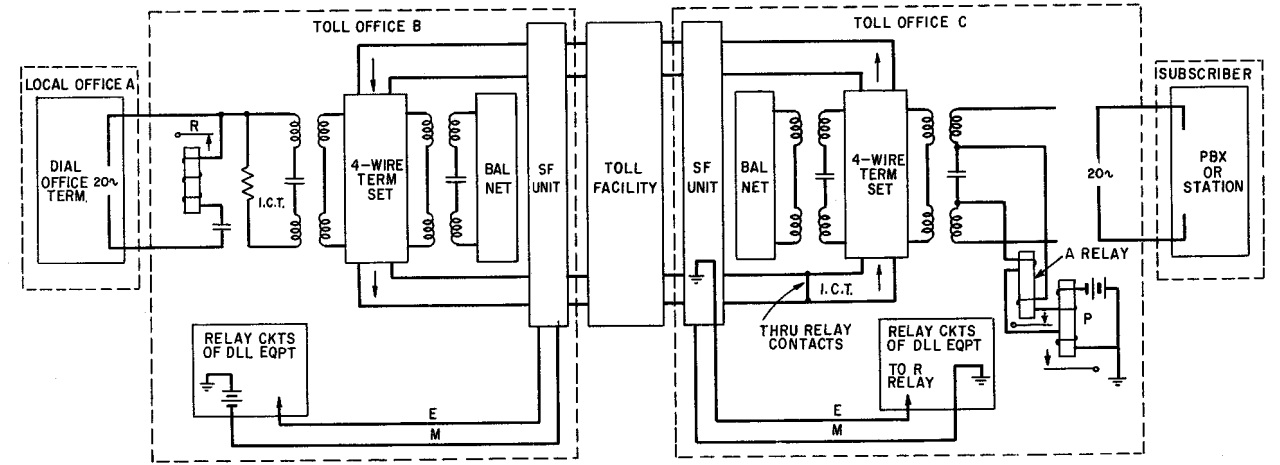 TOLL OFFICE B
TOLL OFFICE C
LOCAL OFFICE A
SUBSCRIBER
DIAL
OFFICE
TERM.
20~
R
I.C.T.
4-WIRE
TERM
SET
BAL
NET
SF
UNIT
TOLL
FACILITY
SF
UNIT
BAL
NET
4-WIRE
TERM
SET
20~
PBX
OR
STATION
A RELAY
P
I.C.T.
THRU RELAY
CONTACTS
RELAY CKTS
OF DLL EQPT
E
M
RELAY CKTS
OF DLL EQPT
TO R
RELAY
E
M